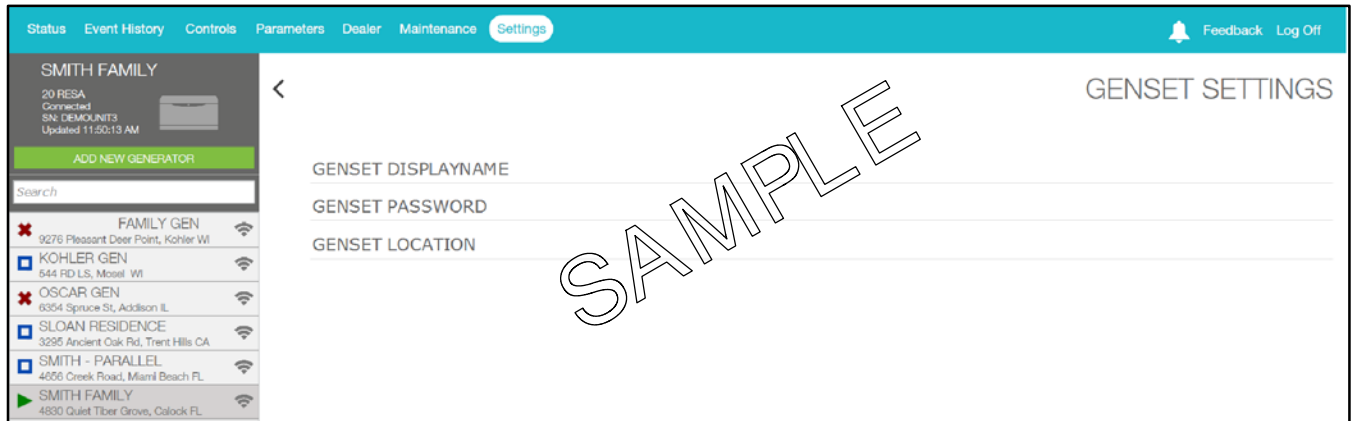 Status Event History Controls Parameters Dealer Maintenance Settings Feedback Log Off
SMITH FAMILY
20 RESA
Connected
SN: DEMOUNIT3
Updated 11:50:13 AM
ADD NEW GENERATOR
Search
FAMILY GEN
9276 Pleasant Deer Point, Kohler WI
KOHLER GEN
544 RD LS, Mosel WI
OSCAR GEN
6354 Spruce St, Addison IL
SLOAN RESIDENCE
3295 Ancient Oak Rd, Trent Hills CA
SMITH - PARALLEL
4656 Creek Road, Miami Beach FL
SMITH FAMILY
4830 Quiet Tiber Grove, Calock FL
GENSET SETTINGS
GENSET DISPLAYNAME
GENSET PASSWORD
GENSET LOCATION
SAMPLE